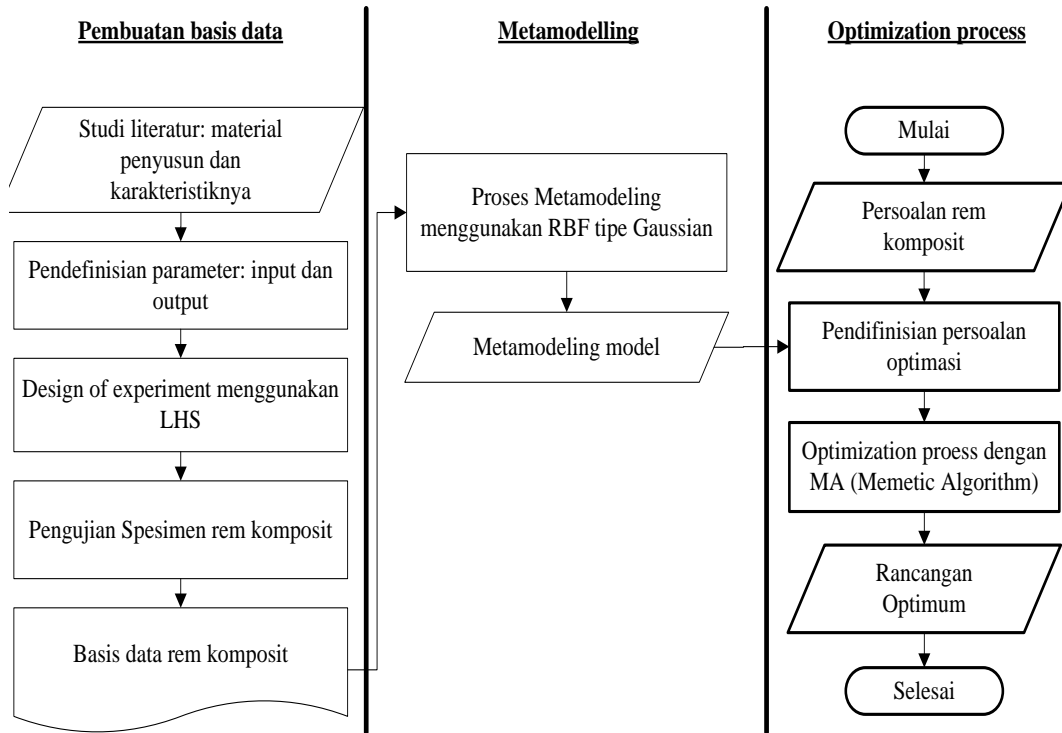 Pembuatan basis data
Studi literatur: material
penyusun dan
karakteristiknya
Pendefinisian parameter: input dan
output
Design of experiment menggunakan
LHS
Pengujian Spesimen rem komposit
Basis data rem komposit
Metamodelling
Proses Metamodeling
menggunakan RBF tipe Gaussian
Metamodeling model
Optimization process
Mulai
Persoalan rem
komposit
Pendifinisian persoalan
optimasi
Optimization proess dengan
MA (Memetic Algorithm)
Rancangan
Optimum
Selesai